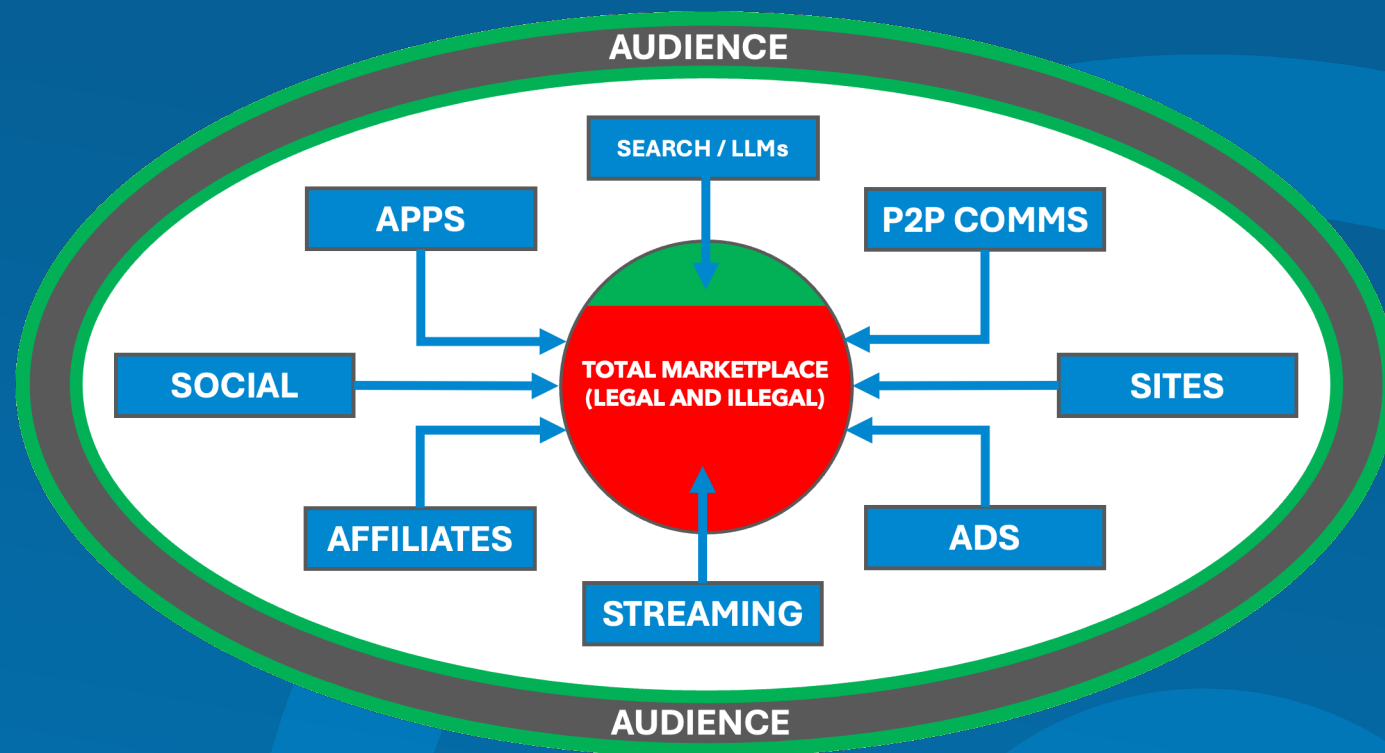 AUDIENCE
SEARCH / LLMs
APPS
P2P COMMS
TOTAL MARKETPLACE
(LEGAL AND ILLEGAL)
SOCIAL
SITES
AFFILIATES
ADS
STREAMING
AUDIENCE